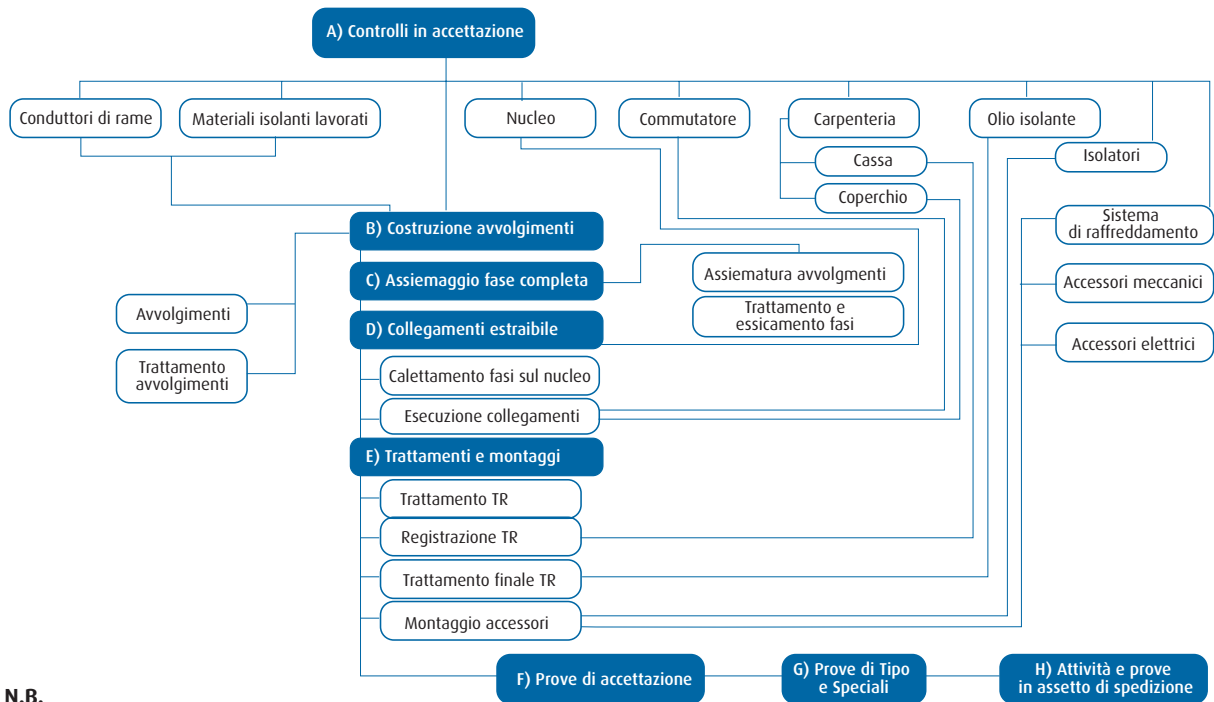 A) Controlli in accettazione
Conduttori di rame
Materiali isolanti lavorati
Nucleo
Commutatore
Carpenteria
Olio isolante
Cassa
Isolatori
Coperchio
B) Costruzione avvolgimenti
Sistema
di raffreddamento
C) Assiemaggio fase completa
Assiematura avvolgmenti
Accessori meccanici
Avvolgimenti
Trattamento e
essicamento fasi
D) Collegamenti estraibile
Accessori elettrici
Trattamento
avvolgimenti
Calettamento fasi sul nucleo
Esecuzione collegamenti
E) Trattamenti e montaggi
Trattamento TR
Registrazione TR
Trattamento finale TR
Montaggio accessori
F) Prove di accettazione
G) Prove di Tipo
e Speciali
H) Attività e prove
in assetto di spedizione
N.B.